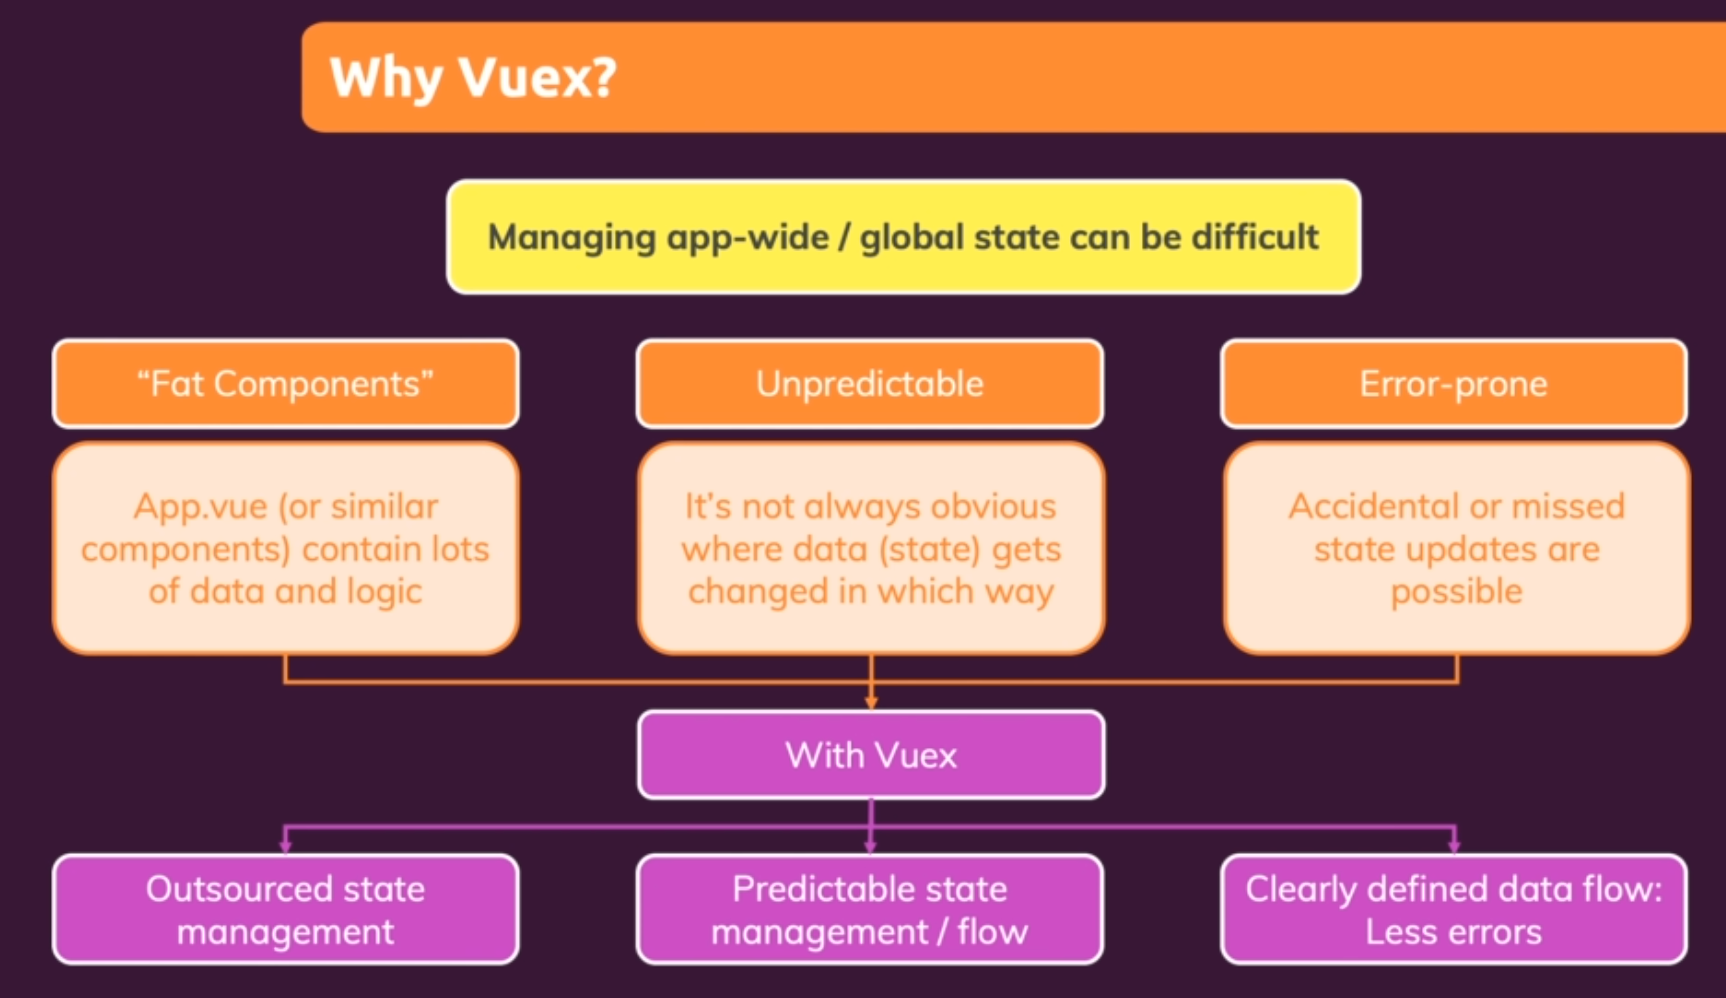 Why Vuex?
Managing app-wide / global state can be difficult
“Fat Components”
App.vue (or similar
components) contain lots
of data and logic
Unpredictable
It’s not always obvious
where data (state) gets
changed in which way
Error-prone
Accidental or missed
state updates are
possible
With Vuex
Outsourced state
management
Predictable state
management / flow
Clearly defined data flow:
Less errors